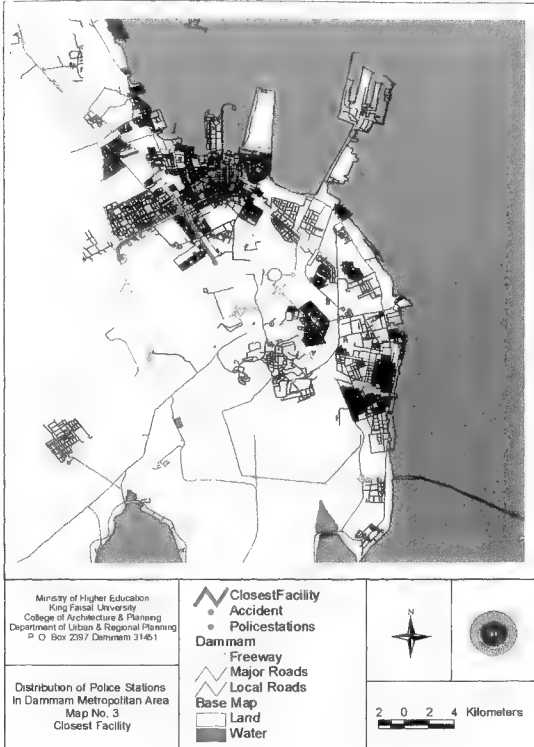 Ministry of Higher Education
King Faisal University
College of Architecture & Planning
Department of Urban & Regional Planning
P O Box 2397 Dammam 31451
Distribution of Police Stations
In Dammam Metropolitan Area
Map No. 3
Closest Facility
ClosestFacility
Accident
Policestations
Dammam
Freeway
Major Roads
Local Roads
Base Map
Land
Water
N
2 0 2 4 Kilometers